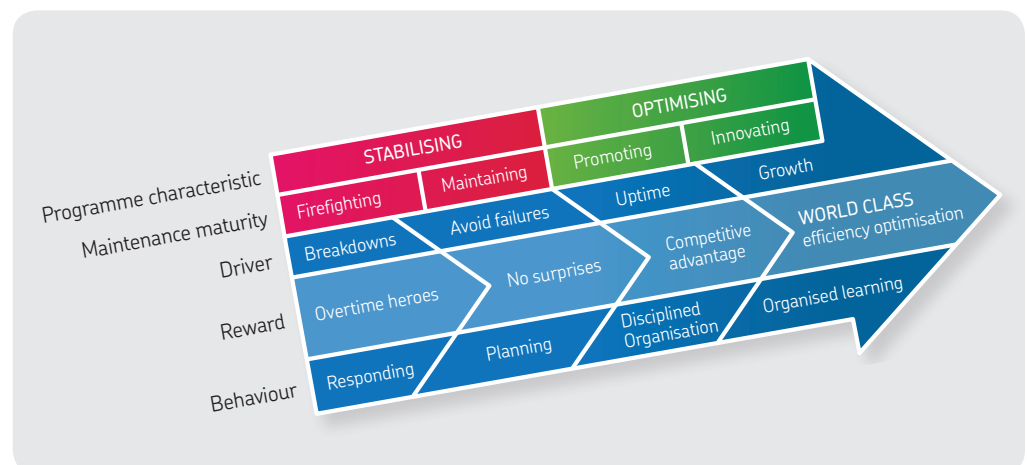 Programme characteristic
STABILISING
OPTIMISING
Maintenance maturity
Firefighting
Maintaining
Promoting
Innovating
Driver
Breakdowns
Avoid failures
Uptime
Growth
Reward
Overtime heroes
No surprises
Competitive
advantage
WORLD CLASS
efficiency optimisation
Behaviour
Responding
Planning
Disciplined
Organisation
Organised learning